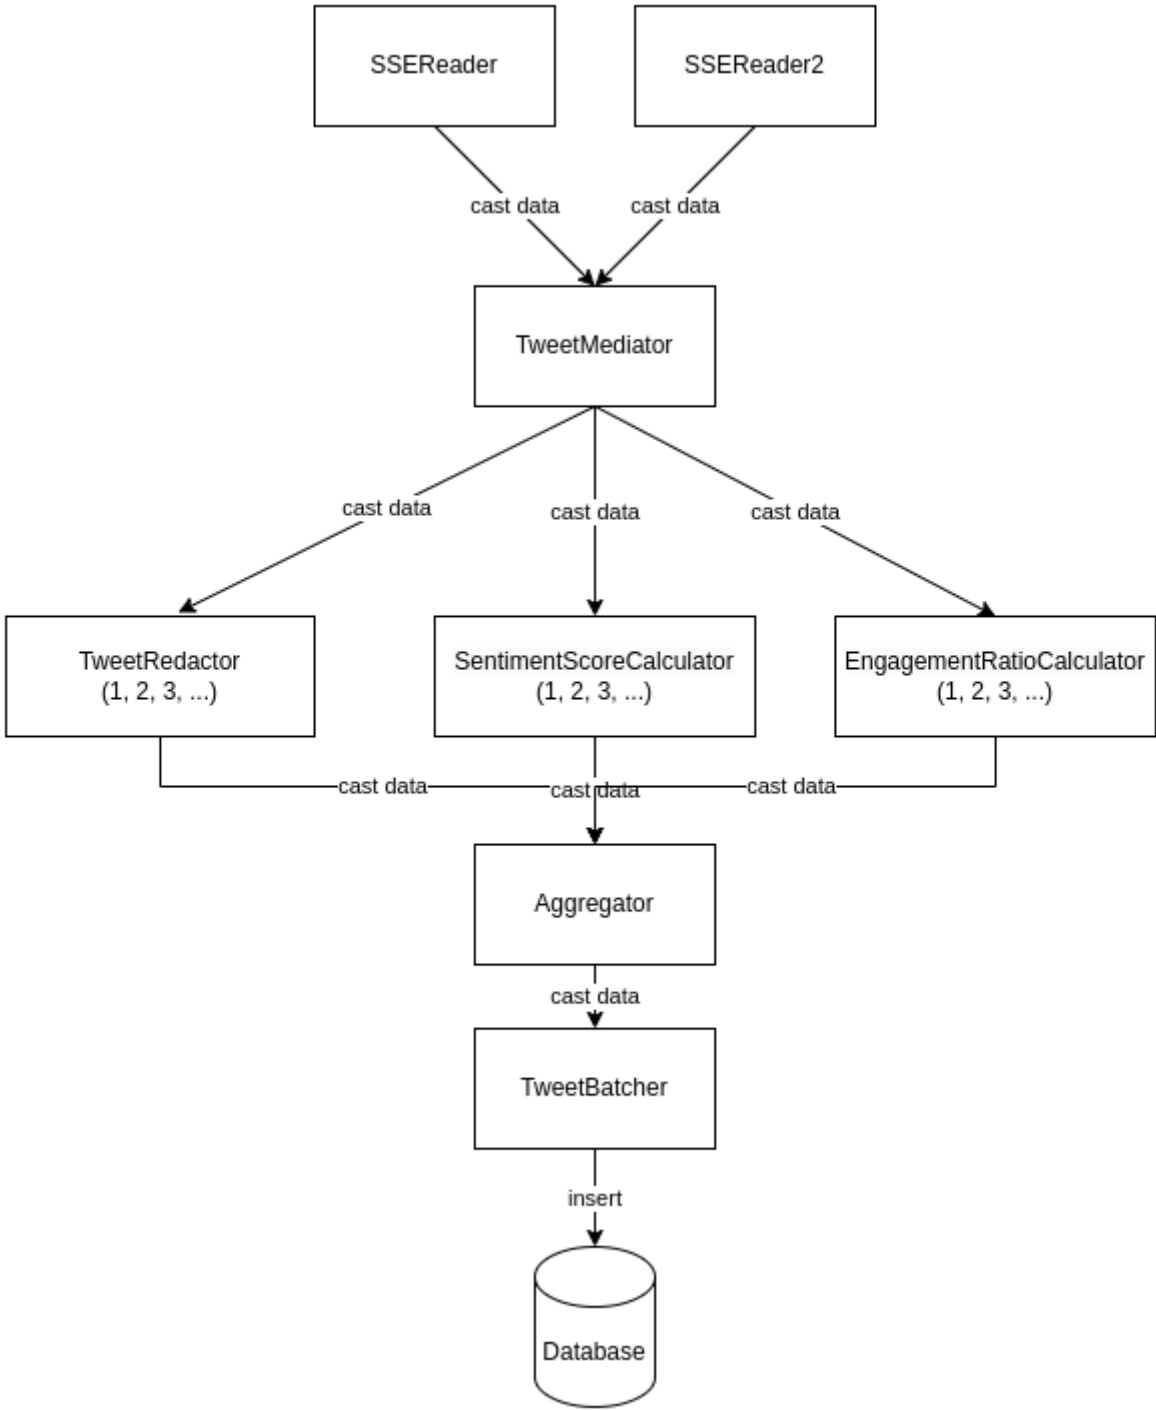 SSEReader
SSEReader2
cast data
cast data
TweetMediator
cast data
cast data
cast data
TweetRedactor
(1, 2, 3, ...)
SentimentScoreCalculator
(1, 2, 3, ...)
EngagementRatioCalculator
(1, 2, 3, ...)
cast data
cast data
cast data
Aggregator
cast data
TweetBatcher
insert
Database